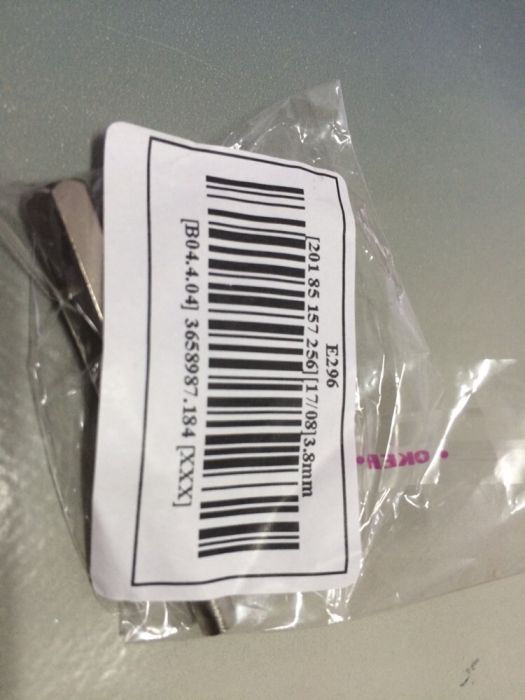 E296
[201 85 157 256][17/08]3.8mm
[B04.4.04] 3658987.184 [XXX]